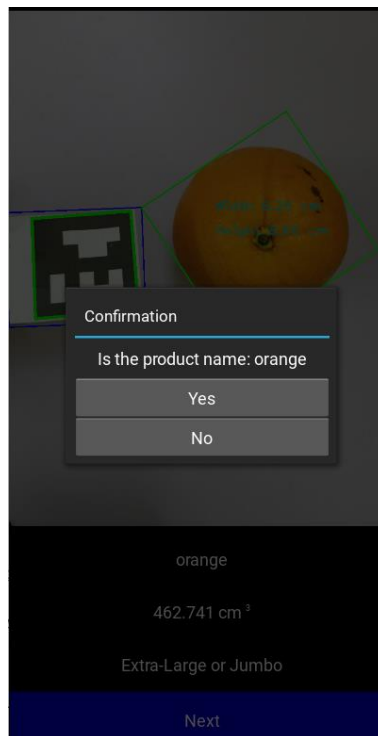 Confirmation
Is the product name: orange
Yes
No
orange
462.741 cm ³
Extra-Large or Jumbo
Next